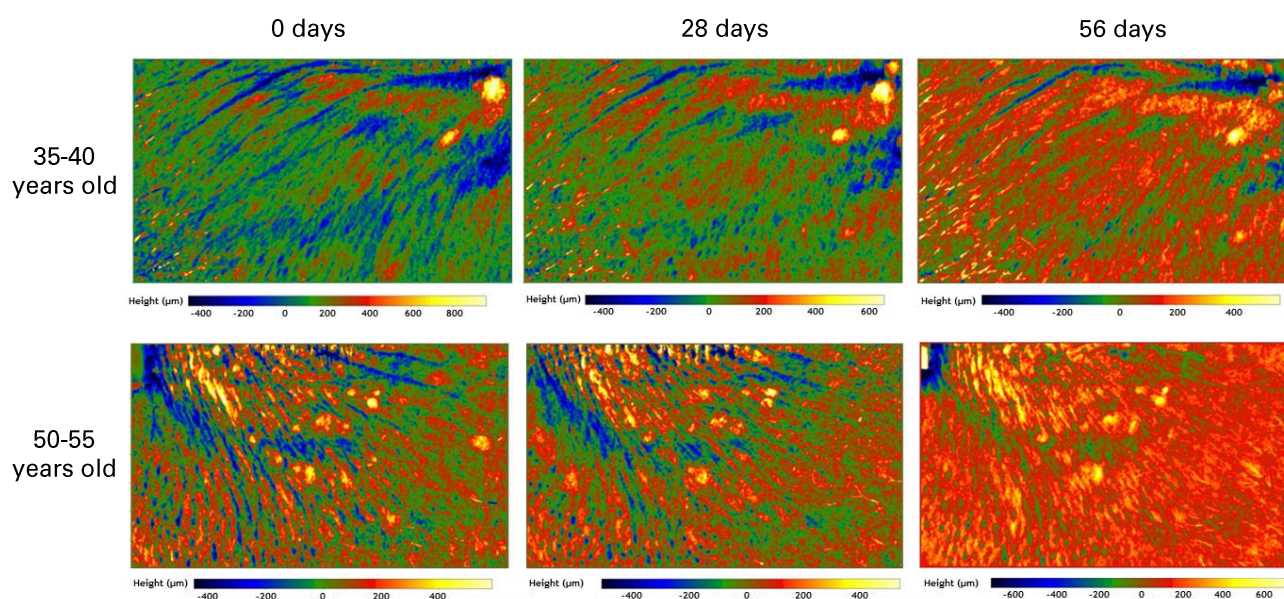 0 days
28 days
56 days
35-40
years old
Height (µm)
-400 -200 0 200 400 600 800
Height (µm)
-400 -200 0 200 400 600
Height (µm)
-400 -200 0 200 400
50-55
years old
Height (µm)
-400 -200 0 200 400
Height (µm)
-400 -200 0 200 400
Height (µm)
-600 -400 -200 0 200 400 600